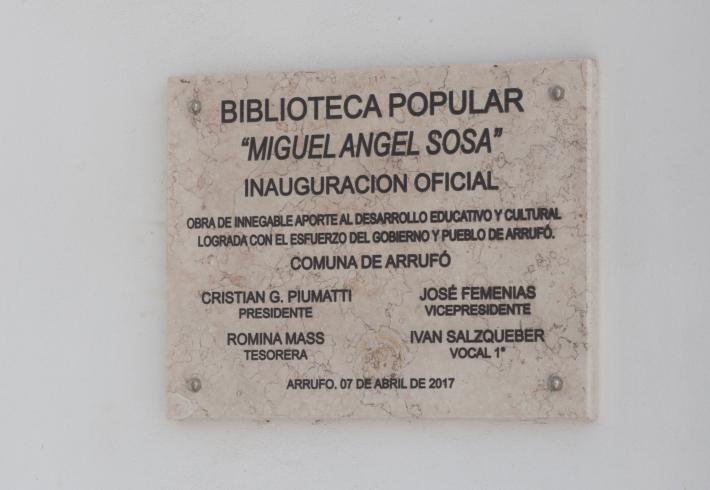 BIBLIOTECA POPULAR
"MIGUEL ANGEL SOSA"
INAUGURACION OFICIAL
OBRA DE INNEGABLE APORTE AL DESARROLLO EDUCATIVO Y CULTURAL
LOGRADA CON EL ESFUERZO DEL GOBIERNO Y PUEBLO DE ARRUFÓ.
COMUNA DE ARRUFÓ
CRISTIAN G. PIUMATTI
PRESIDENTE
JOSÉ FEMENIAS
VICEPRESIDENTE
ROMINA MASS
TESORERA
IVAN SALZQUEBER
VOCAL 1°
ARRUFO. 07 DE ABRIL DE 2017